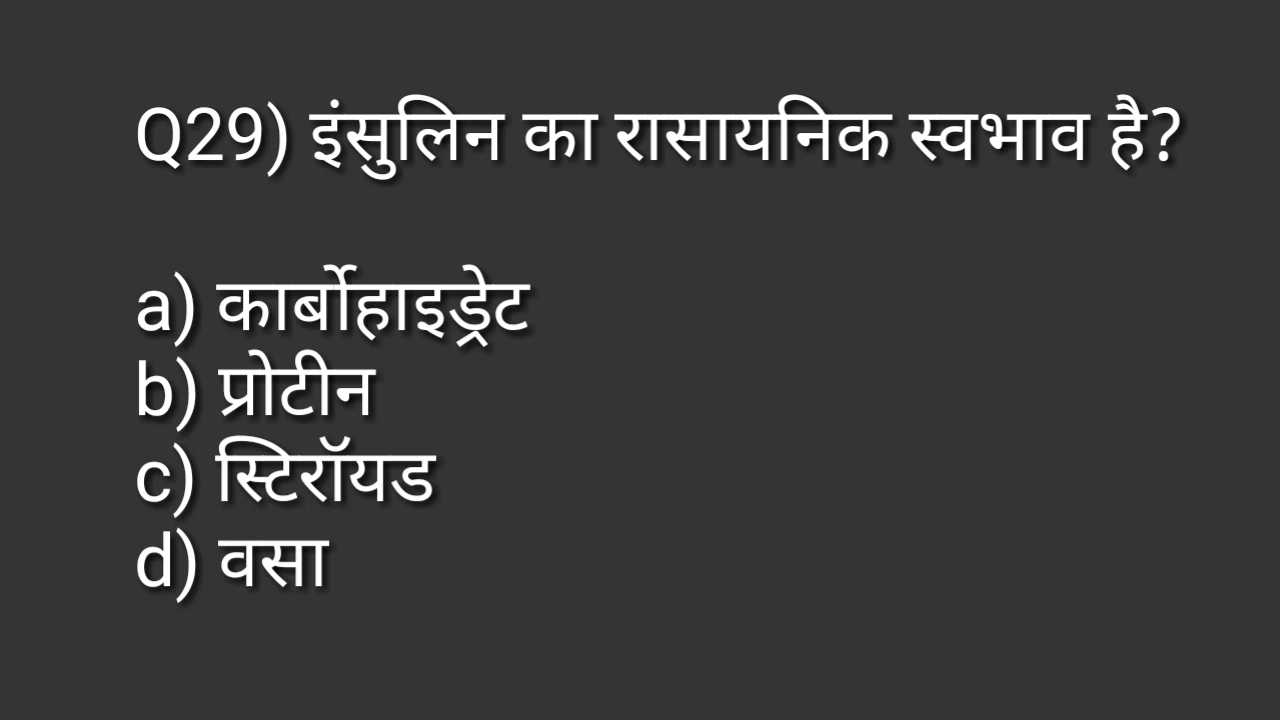 Q29) इंसुलिन का रासायनिक स्वभाव है?
a) कार्बोहाइड्रेट
b) प्रोटीन
c) स्टिरॉयड
d) वसा